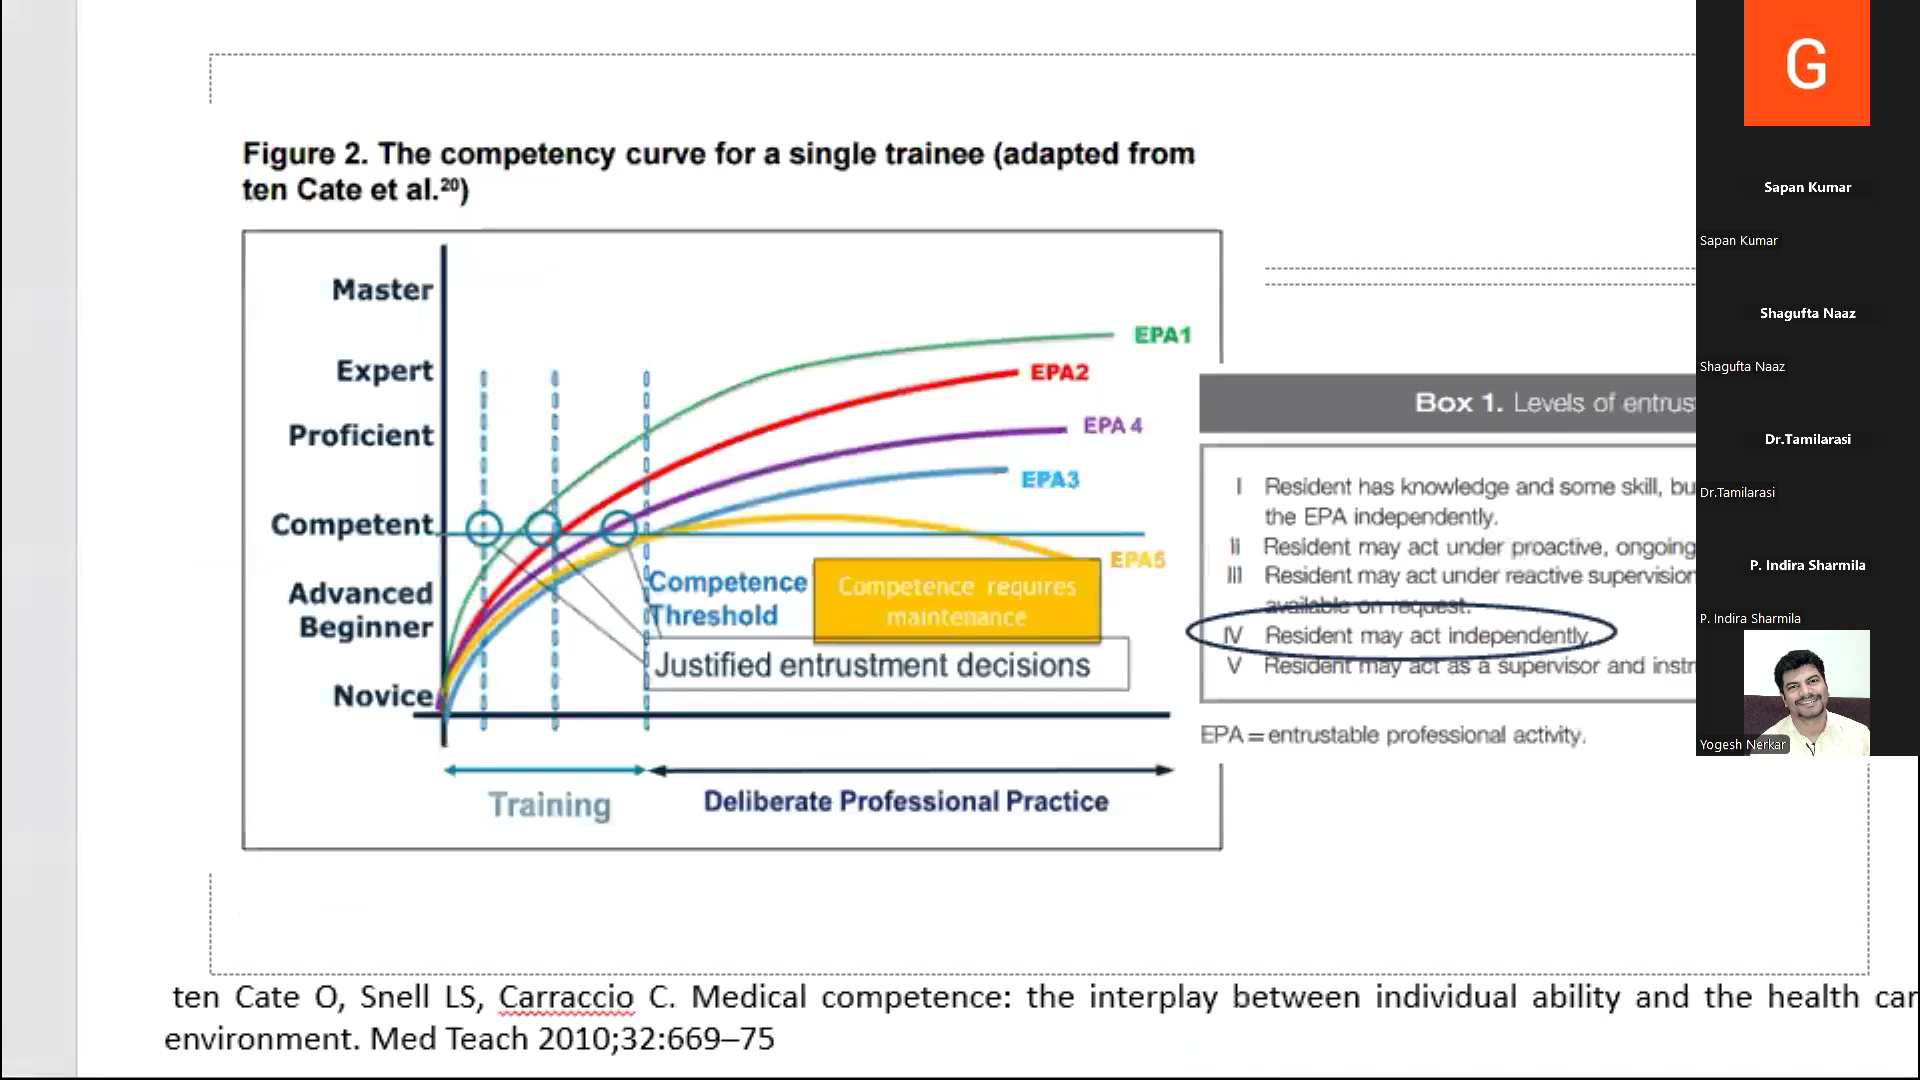 Figure 2. The competency curve for a single trainee (adapted from
ten Cate et al.²⁰)
Master
Expert
Proficient
Competent
Advanced
Beginner
Novice
EPA1
EPA2
EPA 4
EPA3
EPA5
Competence
Threshold
Competence requires
maintenance
Justified entrustment decisions
Training
Deliberate Professional Practice
Box 1. Levels of entrus
I Resident has knowledge and some skill, bu
the EPA independently.
II Resident may act under proactive, ongoing
III Resident may act under reactive supervision
available on request.
IV Resident may act independently.
V Resident may act as a supervisor and instr
EPA = entrustable professional activity.
ten Cate O, Snell LS, Carraccio C. Medical competence: the interplay between individual ability and the health car
environment. Med Teach 2010;32:669–75
G
Sapan Kumar
Sapan Kumar
Shagufta Naaz
Shagufta Naaz
Dr.Tamilarasi
Dr.Tamilarasi
P. Indira Sharmila
P. Indira Sharmila
Yogesh Nerkar